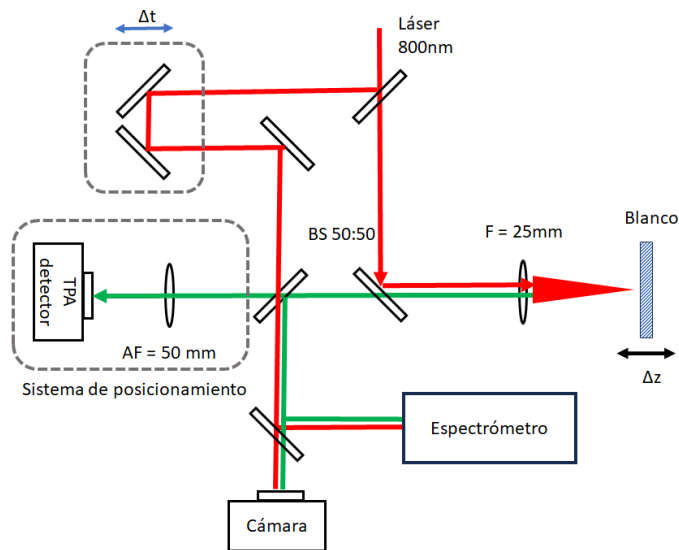 Δt
Láser
800nm
BS 50:50
F = 25mm
Blanco
TPA
detector
AF = 50 mm
Sistema de posicionamiento
Δz
Espectrómetro
Cámara